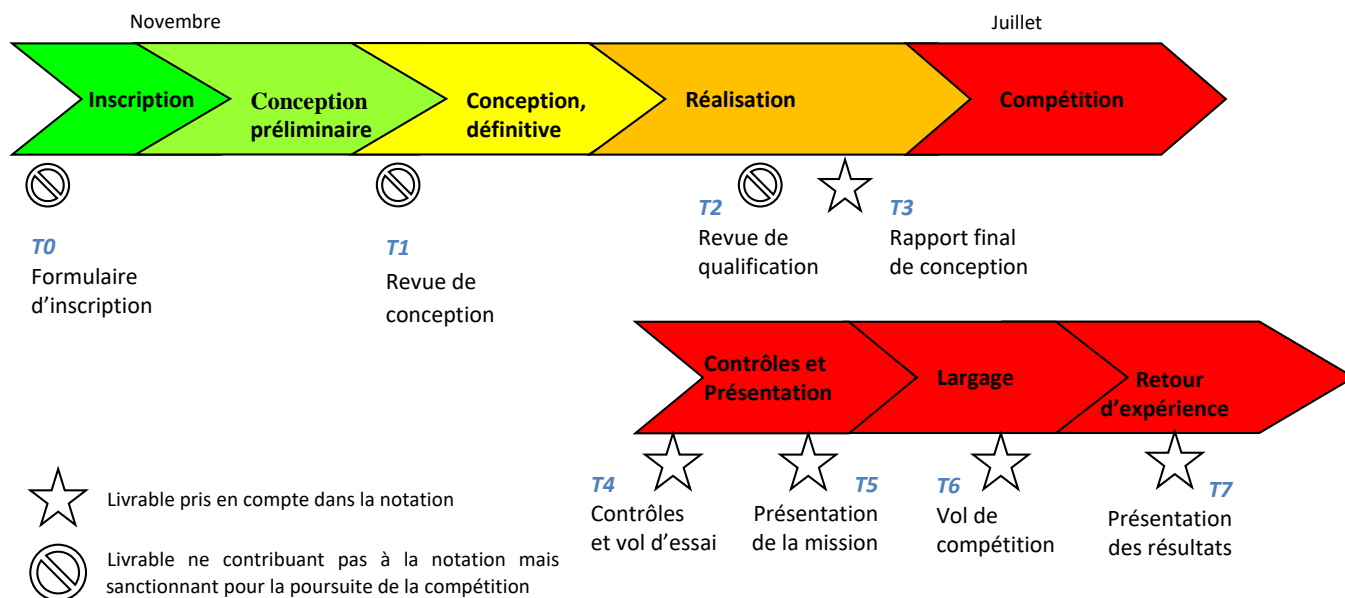 Novembre
Juillet
Inscription
Conception
préliminaire
Conception,
définitive
Réalisation
Compétition
T0
Formulaire
d'inscription
T1
Revue de
conception
T2
Revue de
qualification
T3
Rapport final
de conception
Contrôles et
Présentation
Largage
Retour
d'expérience
T4
Contrôles
et vol d'essai
T5
Présentation
de la mission
T6
Vol de
compétition
T7
Présentation
des résultats
Livrable pris en compte dans la notation
Livrable ne contribuant pas à la notation mais
sanctionnant pour la poursuite de la compétition